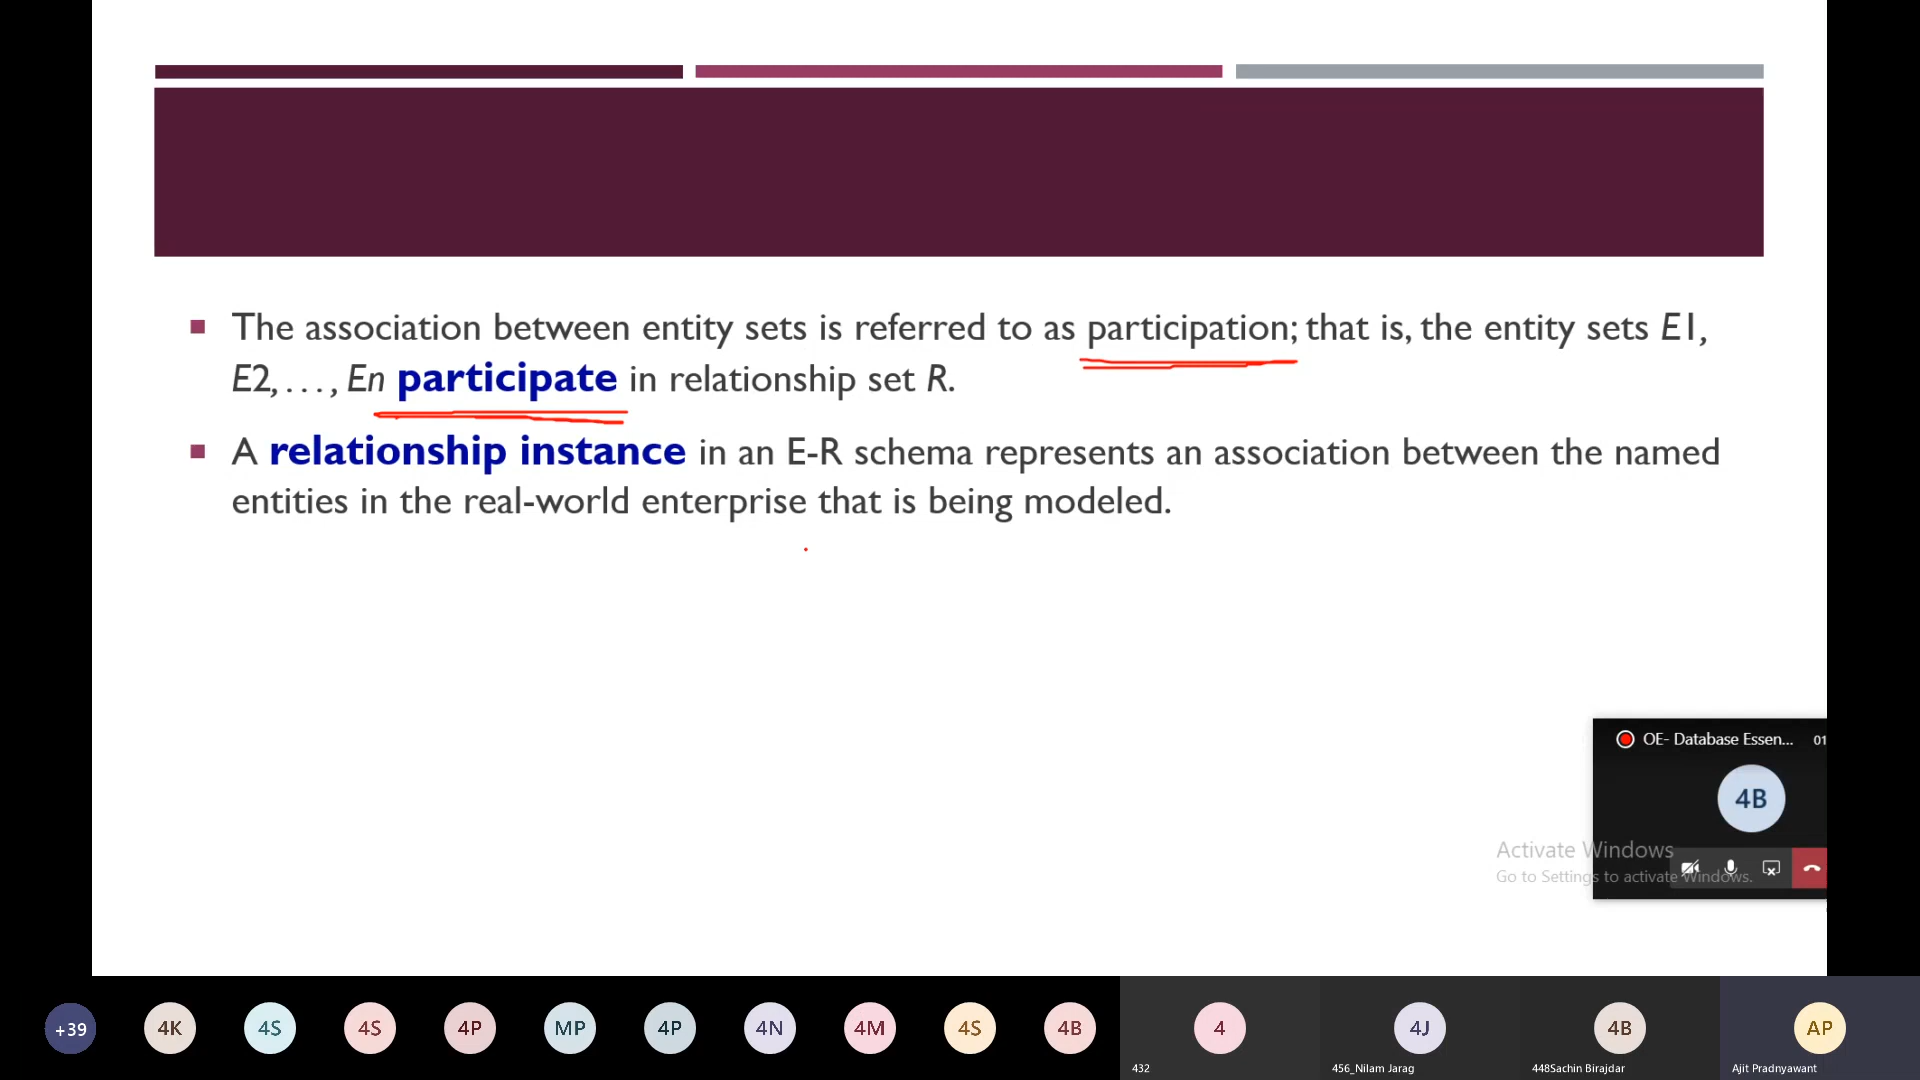 The association between entity sets is referred to as participation; that is, the entity sets E1,
E2, . . . , En participate in relationship set R.
A relationship instance in an E-R schema represents an association between the named
entities in the real-world enterprise that is being modeled.
OE- Database Essen... 01
4B
Activate Windows
Go to Settings to activate Windows.
+39 4K 4S 4S 4P MP 4P 4N 4M 4S 4B 4 4J 4B AP
432 456_Nilam Jarag 448Sachin Birajdar Ajit Pradnyawant